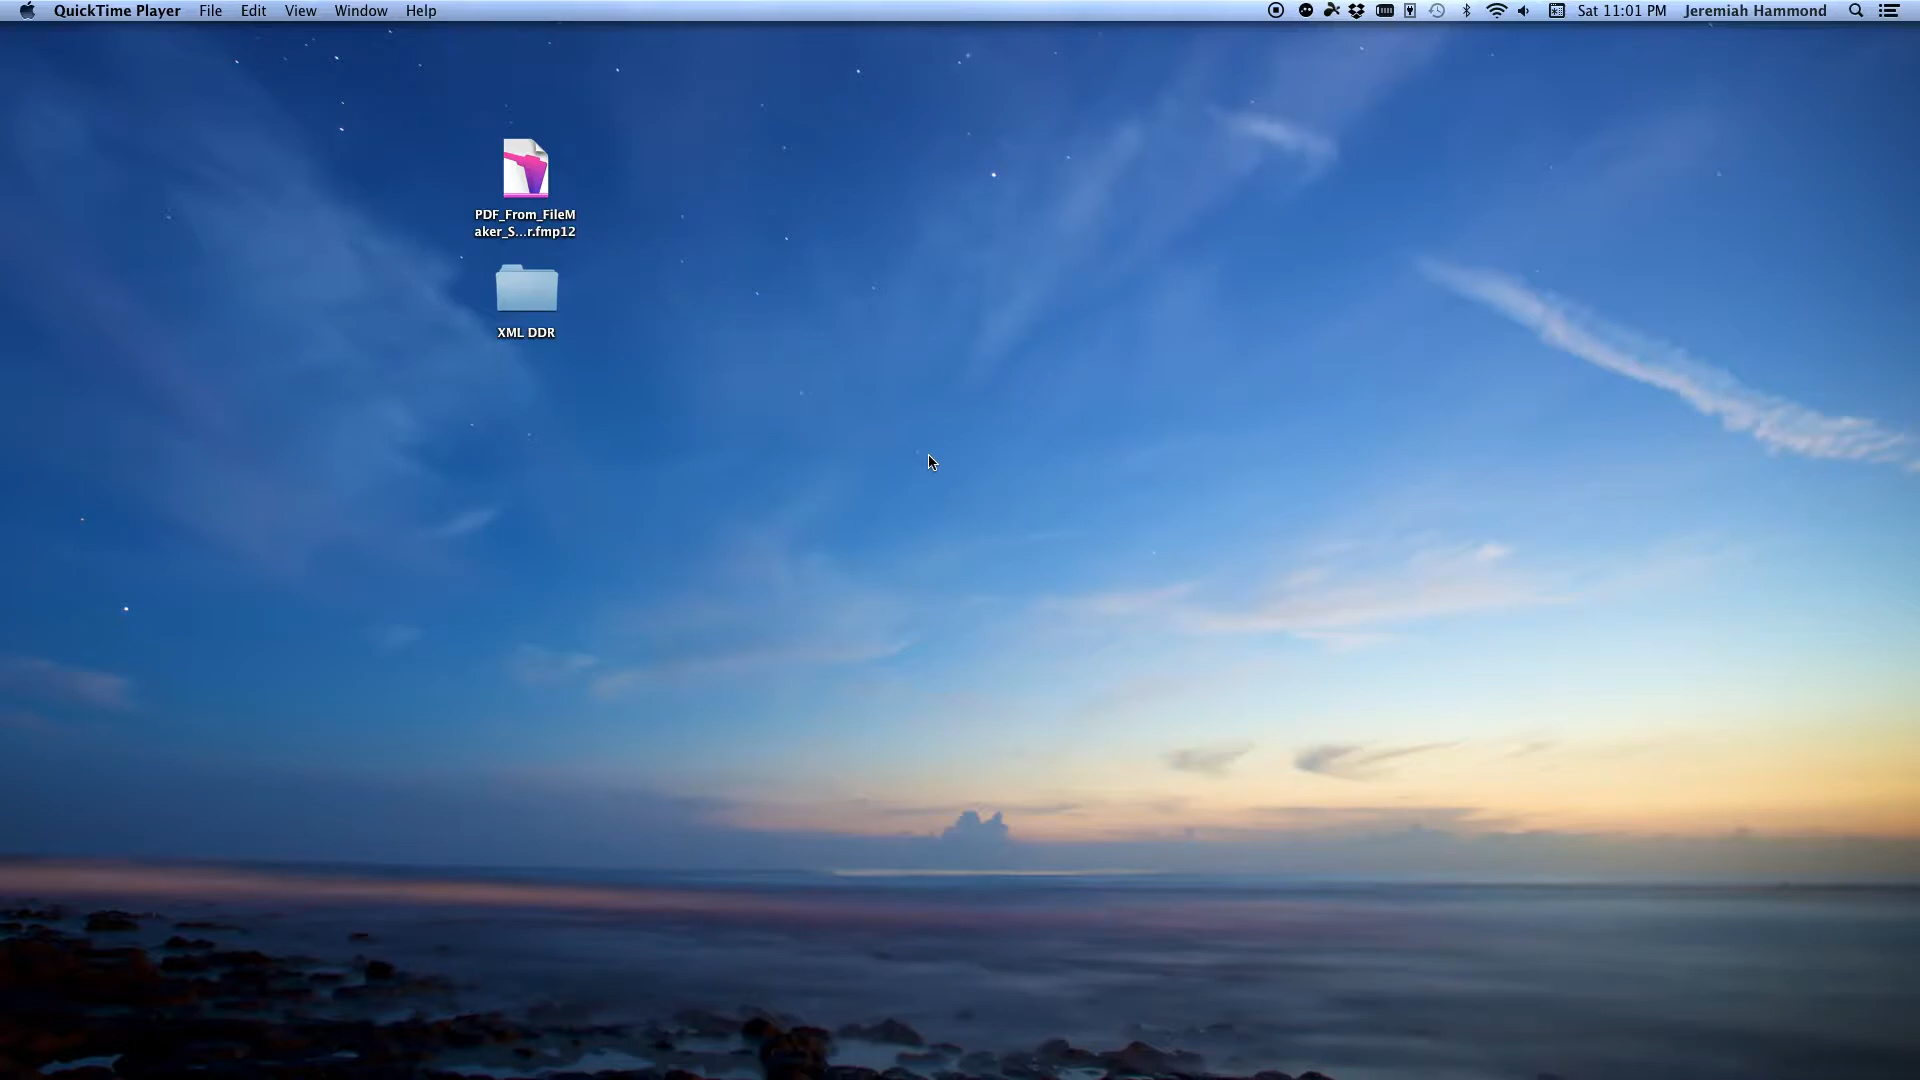 QuickTime Player File Edit View Window Help Sat 11:01 PM Jeremiah Hammond
PDF_From_FileM
aker_S...r.fmp12
XML DDR